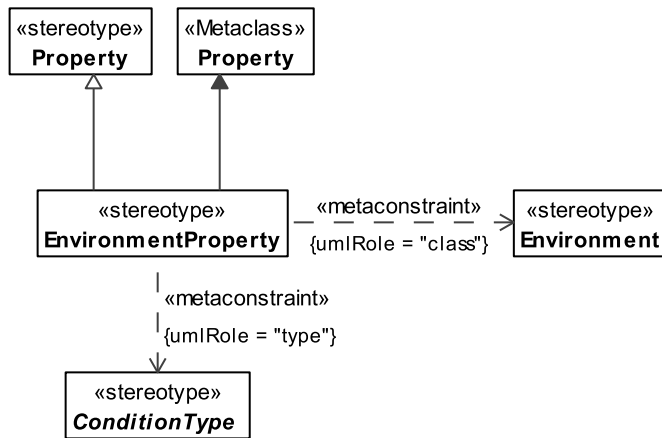 «stereotype»
Property
«Metaclass»
Property
«stereotype»
EnvironmentProperty
«metaconstraint»
{umlRole = "class"}
«stereotype»
Environment
«metaconstraint»
{umlRole = "type"}
«stereotype»
ConditionType